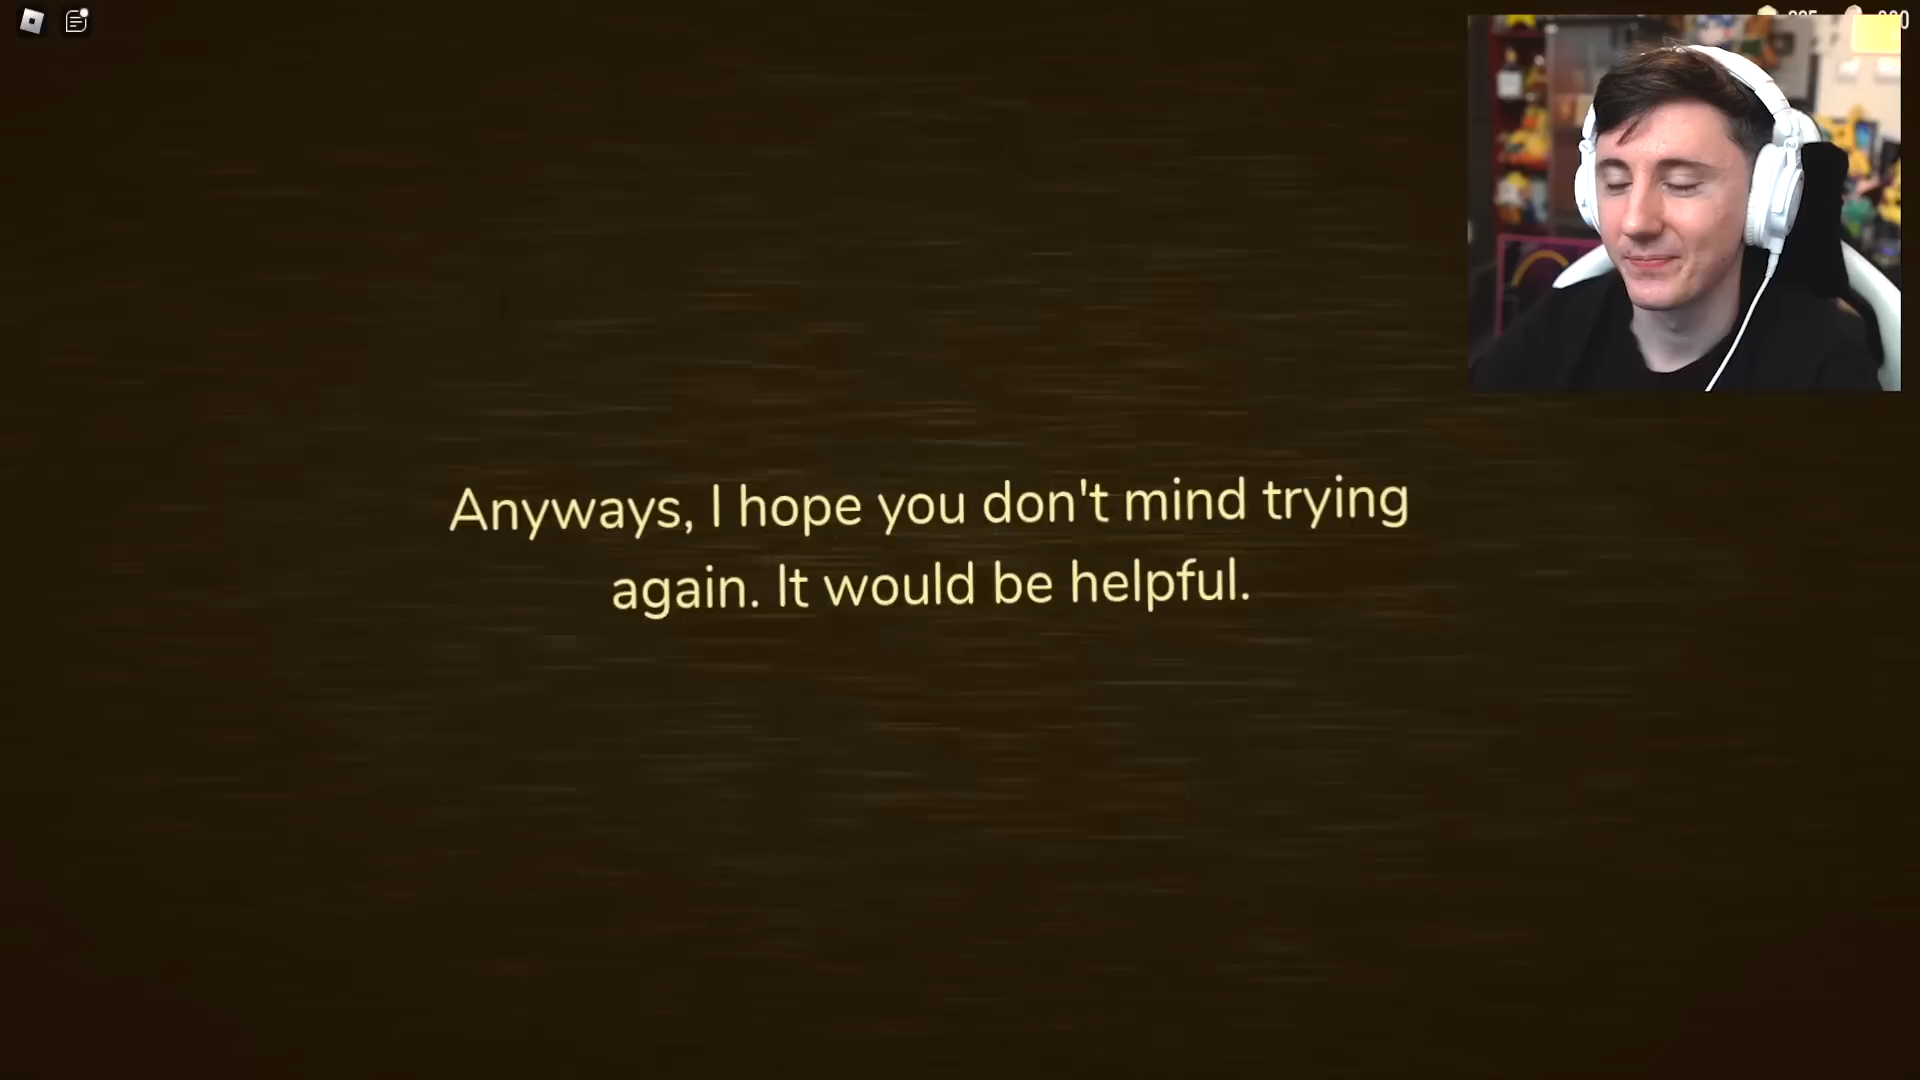 Anyways, I hope you don't mind trying
again. It would be helpful.